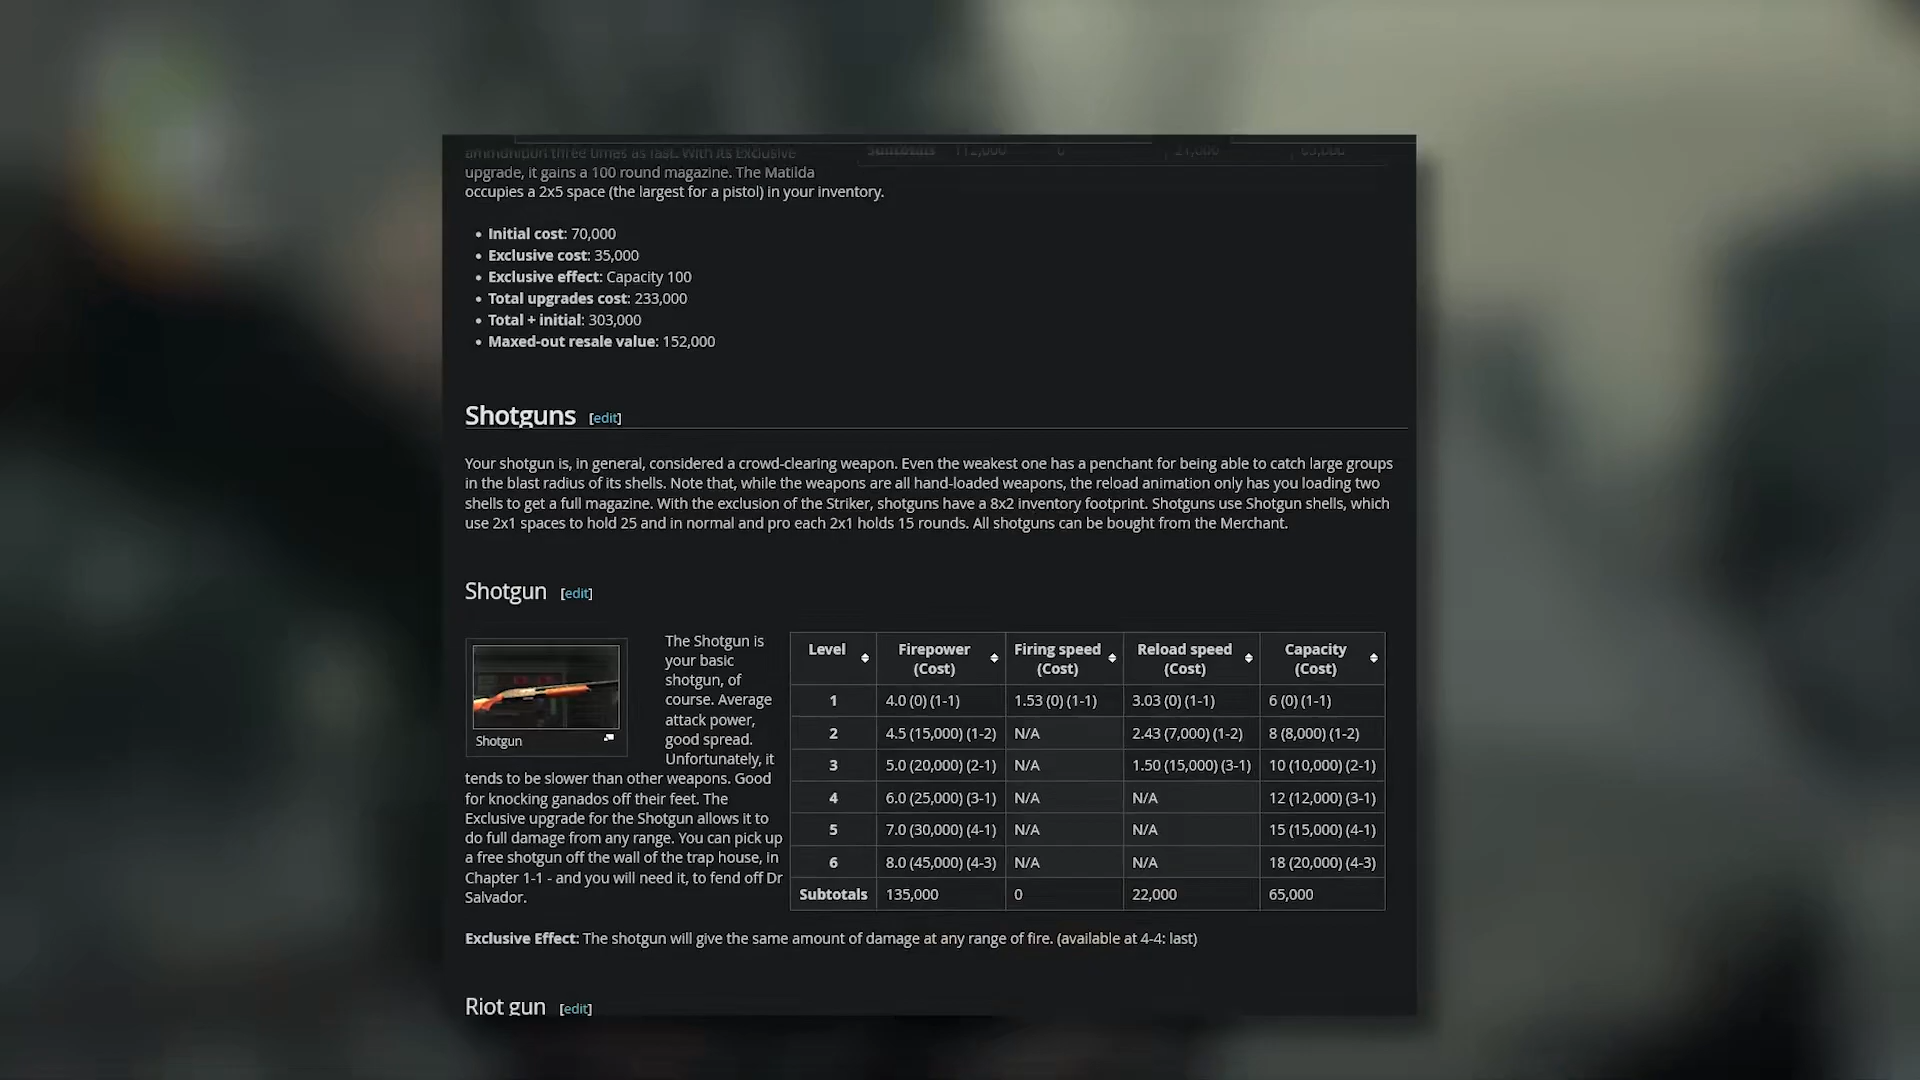 ammunition three times as fast. With its Exclusive
upgrade, it gains a 100 round magazine. The Matilda
occupies a 2x5 space (the largest for a pistol) in your inventory.
Subtotals 112,000 0 21,000 65,000
• Initial cost: 70,000
• Exclusive cost: 35,000
• Exclusive effect: Capacity 100
• Total upgrades cost: 233,000
• Total + initial: 303,000
• Maxed-out resale value: 152,000
Shotguns [edit]
Your shotgun is, in general, considered a crowd-clearing weapon. Even the weakest one has a penchant for being able to catch large groups
in the blast radius of its shells. Note that, while the weapons are all hand-loaded weapons, the reload animation only has you loading two
shells to get a full magazine. With the exclusion of the Striker, shotguns have a 8x2 inventory footprint. Shotguns use Shotgun shells, which
use 2x1 spaces to hold 25 and in normal and pro each 2x1 holds 15 rounds. All shotguns can be bought from the Merchant.
Shotgun [edit]
Shotgun
The Shotgun is
your basic
shotgun, of
course. Average
attack power,
good spread.
Unfortunately, it
tends to be slower than other weapons. Good
for knocking ganados off their feet. The
Exclusive upgrade for the Shotgun allows it to
do full damage from any range. You can pick up
a free shotgun off the wall of the trap house, in
Chapter 1-1 - and you will need it, to fend off Dr
Salvador.
Level Firepower (Cost) Firing speed (Cost) Reload speed (Cost) Capacity (Cost)
1 4.0 (0) (1-1) 1.53 (0) (1-1) 3.03 (0) (1-1) 6 (0) (1-1)
2 4.5 (15,000) (1-2) N/A 2.43 (7,000) (1-2) 8 (8,000) (1-2)
3 5.0 (20,000) (2-1) N/A 1.50 (15,000) (3-1) 10 (10,000) (2-1)
4 6.0 (25,000) (3-1) N/A N/A 12 (12,000) (3-1)
5 7.0 (30,000) (4-1) N/A N/A 15 (15,000) (4-1)
6 8.0 (45,000) (4-3) N/A N/A 18 (20,000) (4-3)
Subtotals 135,000 0 22,000 65,000
Exclusive Effect: The shotgun will give the same amount of damage at any range of fire. (available at 4-4: last)
Riot gun [edit]